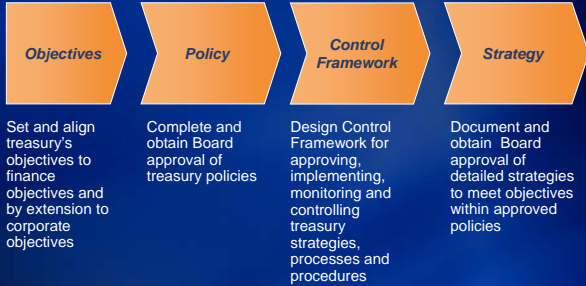 Objectives
Policy
Control
Framework
Strategy
Set and align
treasury's
objectives to
finance
objectives and
by extension to
corporate
objectives
Complete and
obtain Board
approval of
treasury policies
Design Control
Framework for
approving,
implementing,
monitoring and
controlling
treasury
strategies,
processes and
procedures
Document and
obtain Board
approval of
detailed strategies
to meet objectives
within approved
policies